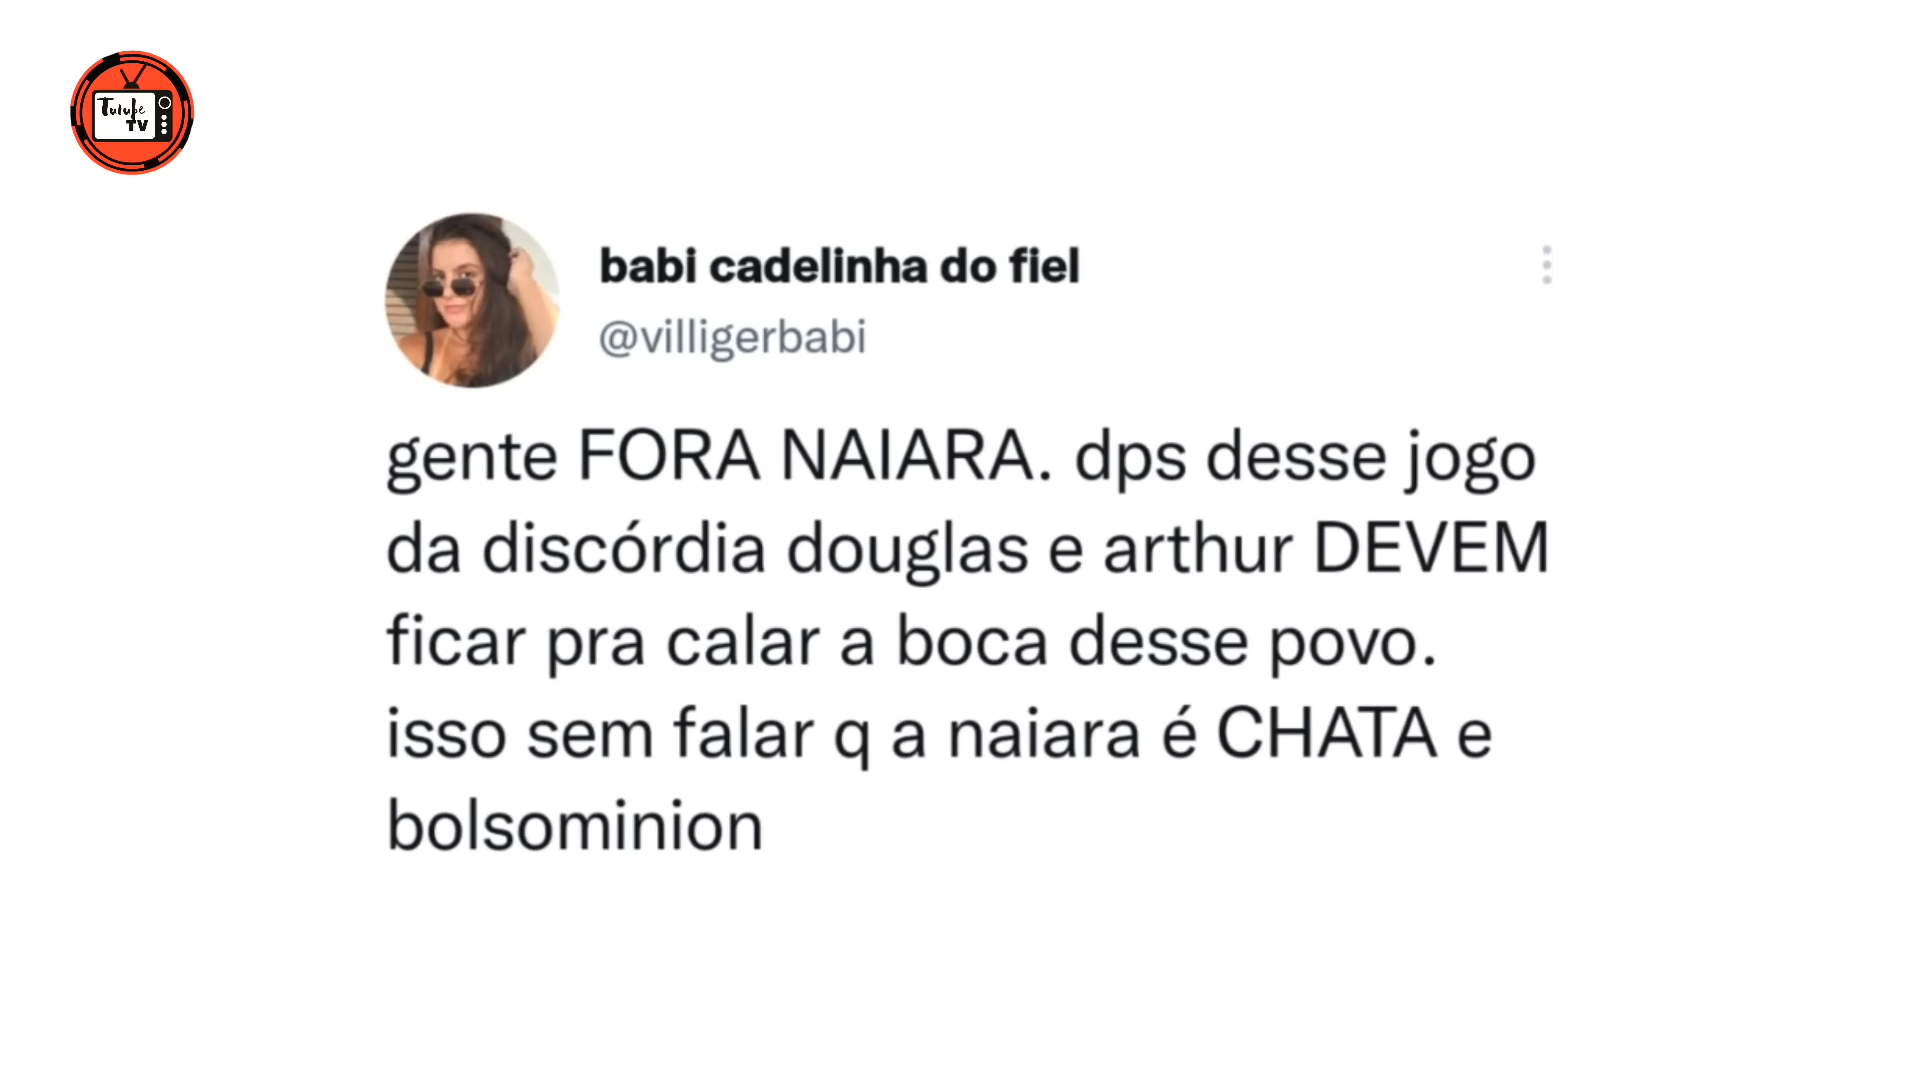 Tutupe
TV
babi cadelinha do fiel
@villigerbabi
gente FORA NAIARA. dps desse jogo
da discórdia douglas e arthur DEVEM
ficar pra calar a boca desse povo.
isso sem falar q a naiara é CHATA e
bolsominion